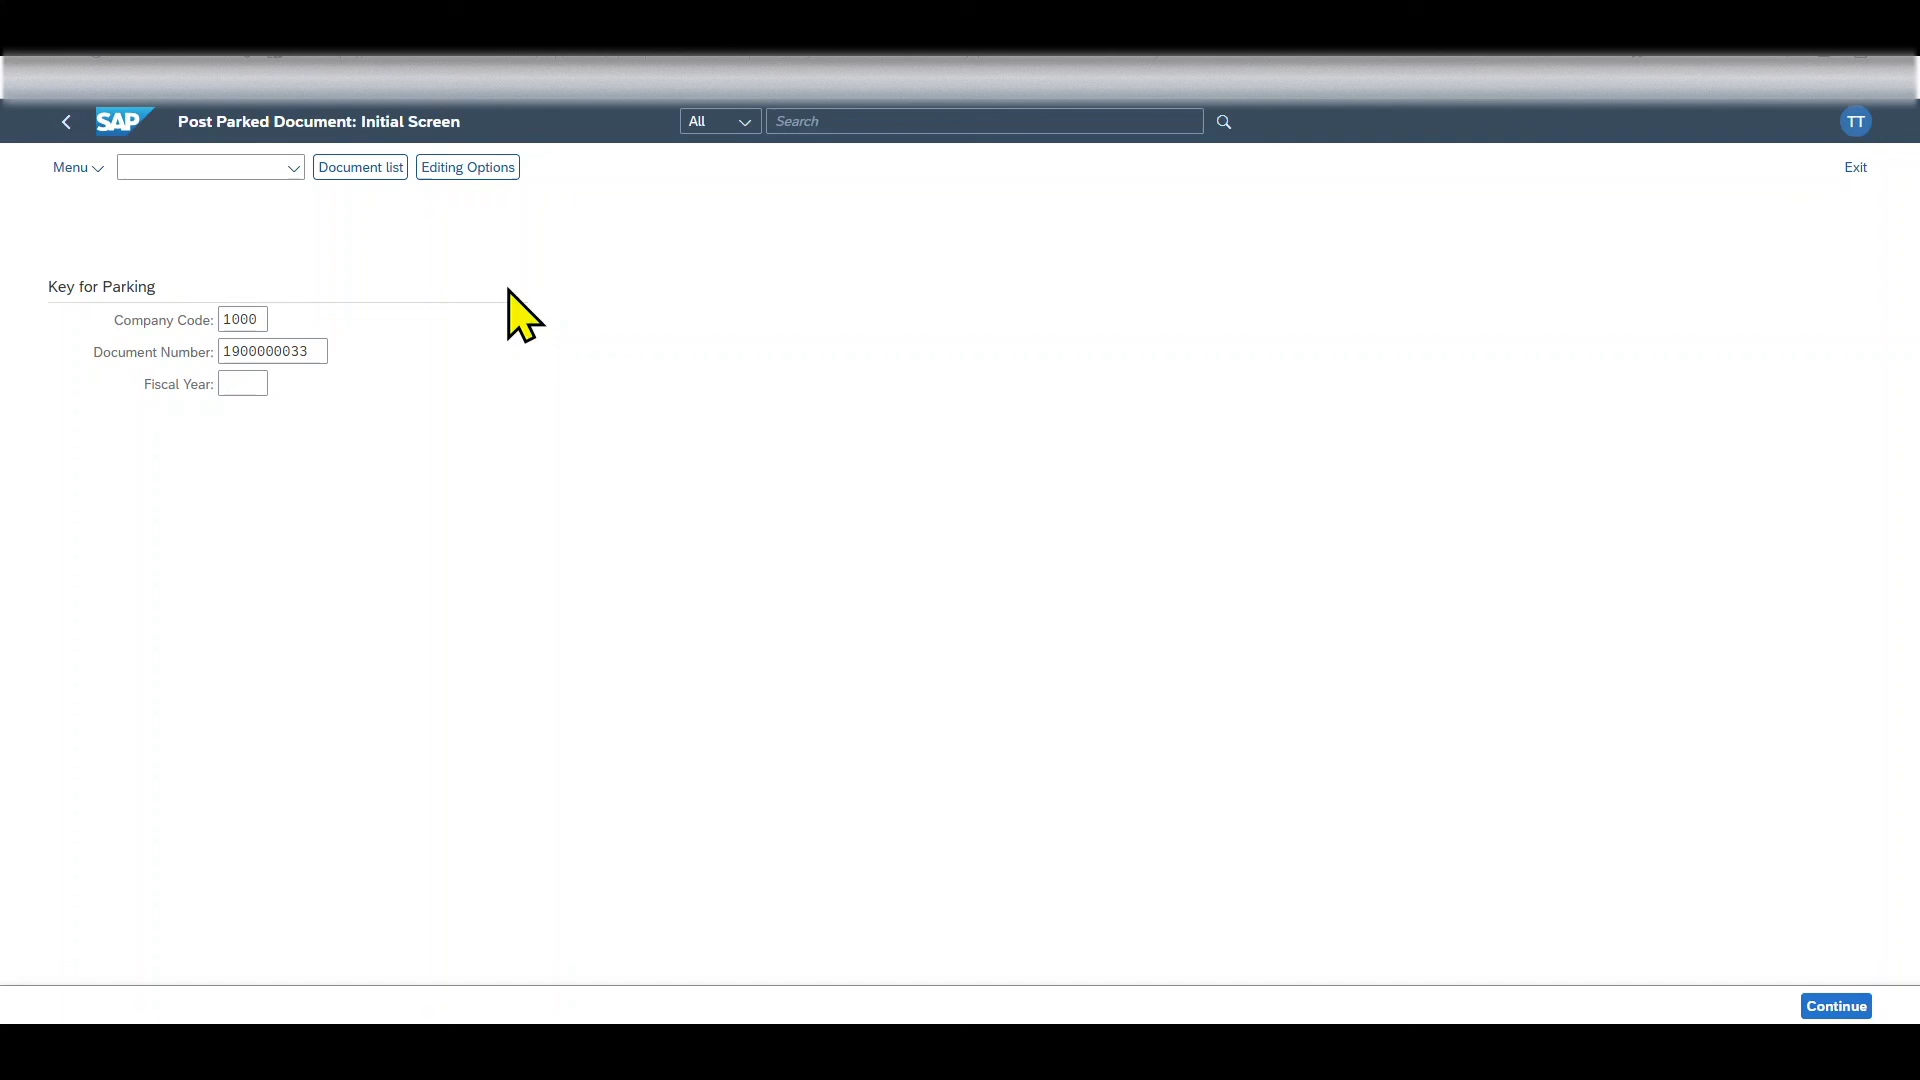 SAP Post Parked Document: Initial Screen All Search TT
Menu Document list Editing Options Exit
Key for Parking
Company Code: 1000
Document Number: 1900000033
Fiscal Year:
Continue